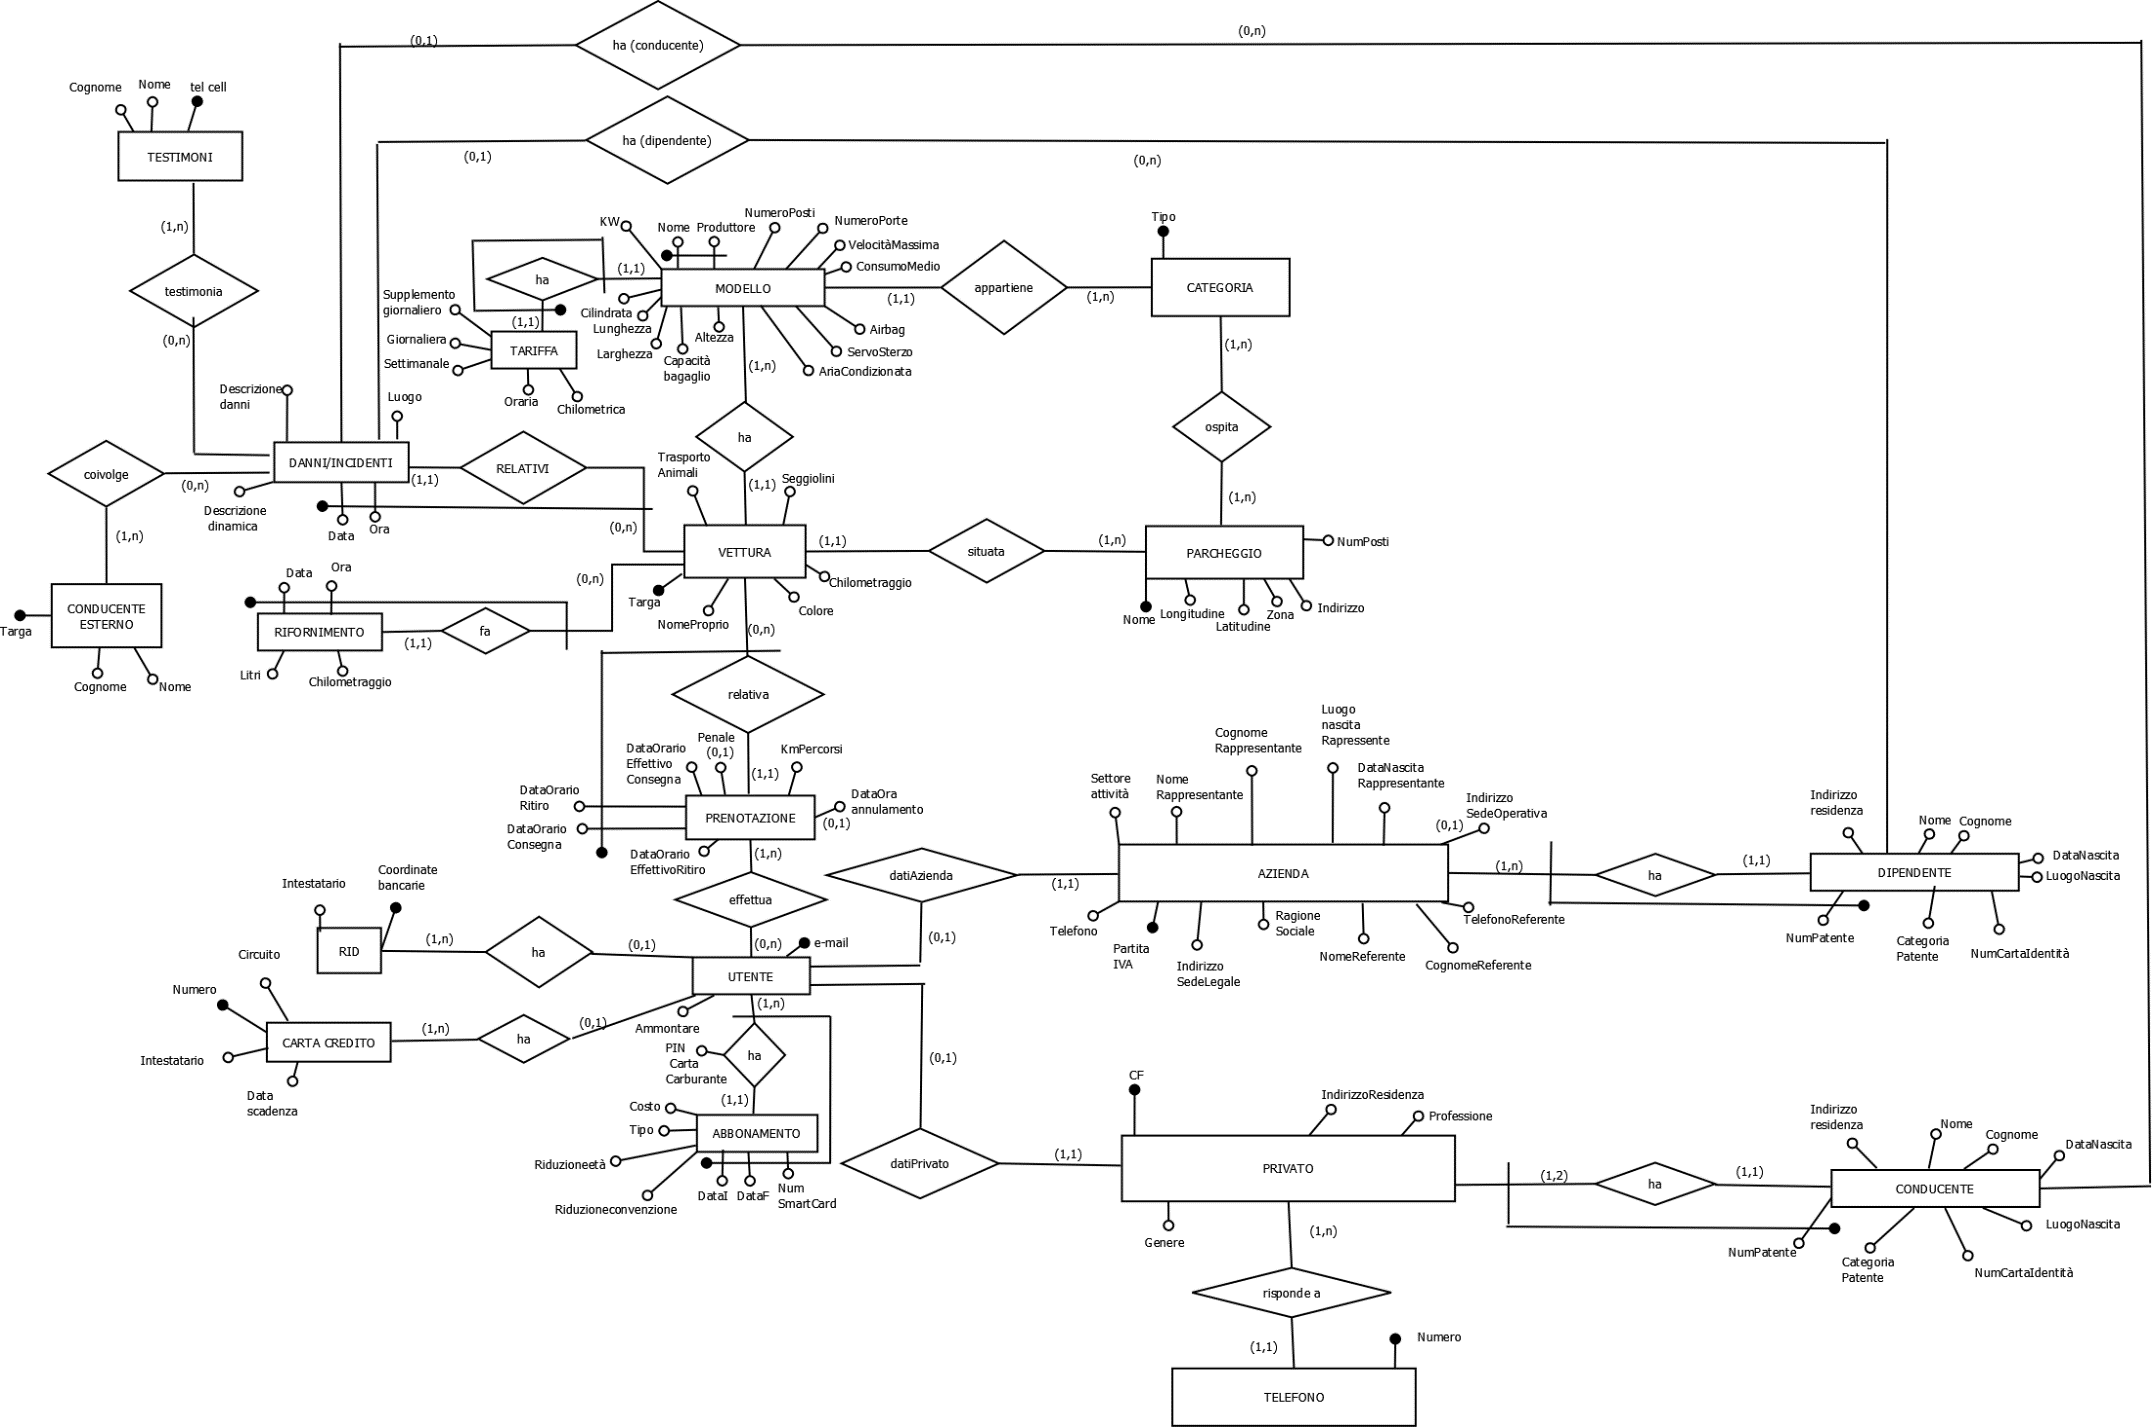 (0,1)
ha (conducente)
(0,n)
Cognome
Nome
tel cell
TESTIMONI
(0,1)
ha (dipendente)
(0,n)
(1,n)
testimonia
(0,n)
KW
Nome
Produttore
NumeroPosti
NumeroPorte
VelocitàMassima
ConsumoMedio
Tipo
ha
(1,1)
MODELLO
(1,1)
appartiene
(1,n)
CATEGORIA
Supplemento
giornaliero
(1,1)
Cilindrata
Lunghezza
Larghezza
Altezza
Capacità
bagaglio
Airbag
ServoSterzo
AriaCondizionata
Giornaliera
Settimanale
TARIFFA
Oraria
Chilometrica
(1,n)
(1,n)
Descrizione
danni
Luogo
ha
ospita
coivolge
(0,n)
DANNI/INCIDENTI
(1,1)
RELATIVI
(0,n)
Trasporto
Animali
(1,1)
Seggiolini
(1,n)
Descrizione
dinamica
Data
Ora
(1,n)
VETTURA
(1,1)
situata
(1,n)
PARCHEGGIO
NumPosti
Chilometraggio
Targa
NomeProprio
Colore
Nome
Longitudine
Latitudine
Zona
Indirizzo
CONDUCENTE
ESTERNO
Targa
Cognome
Nome
Data
Ora
RIFORNIMENTO
(1,1)
fa
(0,n)
Litri
Chilometraggio
(0,n)
relativa
(1,1)
DataOrario
Effettivo
Consegna
Penale
(0,1)
KmPercorsi
DataOrario
Ritiro
DataOrario
Consegna
PRENOTAZIONE
DataOra
annulamento
(0,1)
DataOrario
EffettivoRitiro
(1,n)
effettua
(0,n)
Settore
attività
Nome
Rappresentante
Cognome
Rappresentante
Luogo
nascita
Rapressente
DataNascita
Rappresentante
Indirizzo
SedeOperativa
(0,1)
datiAzienda
(1,1)
AZIENDA
(1,n)
ha
(1,1)
DIPENDENTE
Indirizzo
residenza
Nome
Cognome
DataNascita
LuogoNascita
Telefono
Partita
IVA
Indirizzo
SedeLegale
Ragione
Sociale
NomeReferente
CognomeReferente
TelefonoReferente
NumPatente
Categoria
Patente
NumCartaIdentità
(0,1)
Intestatario
Coordinate
bancarie
RID
(1,n)
ha
(0,1)
e-mail
UTENTE
Circuito
Numero
CARTA CREDITO
(1,n)
ha
(0,1)
Intestatario
Data
scadenza
Ammontare
(1,n)
PIN
Carta
Carburante
ha
(1,1)
(0,1)
Costo
Tipo
ABBONAMENTO
Riduzioneetà
Riduzioneconvenzione
DataI
DataF
Num
SmartCard
datiPrivato
(1,1)
CF
IndirizzoResidenza
Professione
PRIVATO
Genere
(1,2)
ha
(1,1)
CONDUCENTE
Indirizzo
residenza
Nome
Cognome
DataNascita
LuogoNascita
NumPatente
Categoria
Patente
NumCartaIdentità
(1,n)
risponde a
(1,1)
Numero
TELEFONO